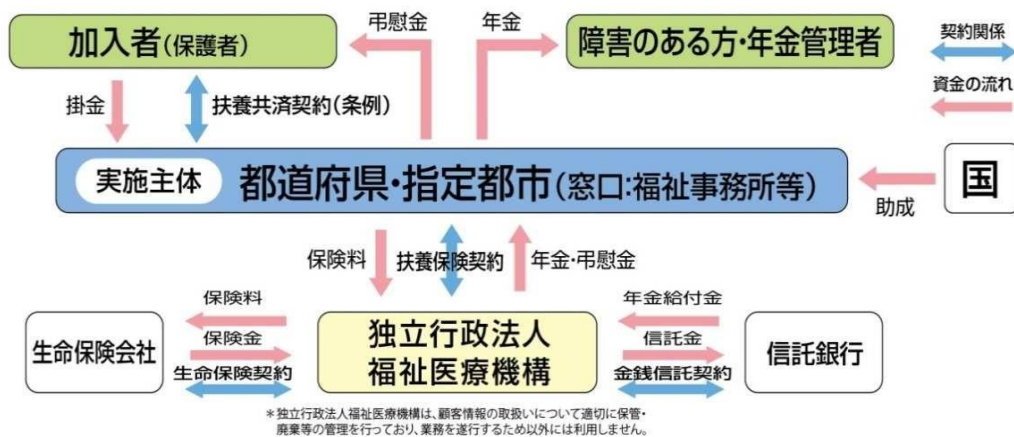 加入者(保護者)
弔慰金
年金
障害のある方・年金管理者
契約関係
資金の流れ
掛金
扶養共済契約(条例)
実施主体
都道府県・指定都市(窓口:福祉事務所等)
国
助成
保険料
扶養保険契約
年金・弔慰金
保険料
保険金
生命保険会社
生命保険契約
独立行政法人
福祉医療機構
年金給付金
信託金
金銭信託契約
信託銀行
*独立行政法人福祉医療機構は、顧客情報の取扱いについて適切に保管・
廃棄等の管理を行っており、業務を遂行するため以外には利用しません。